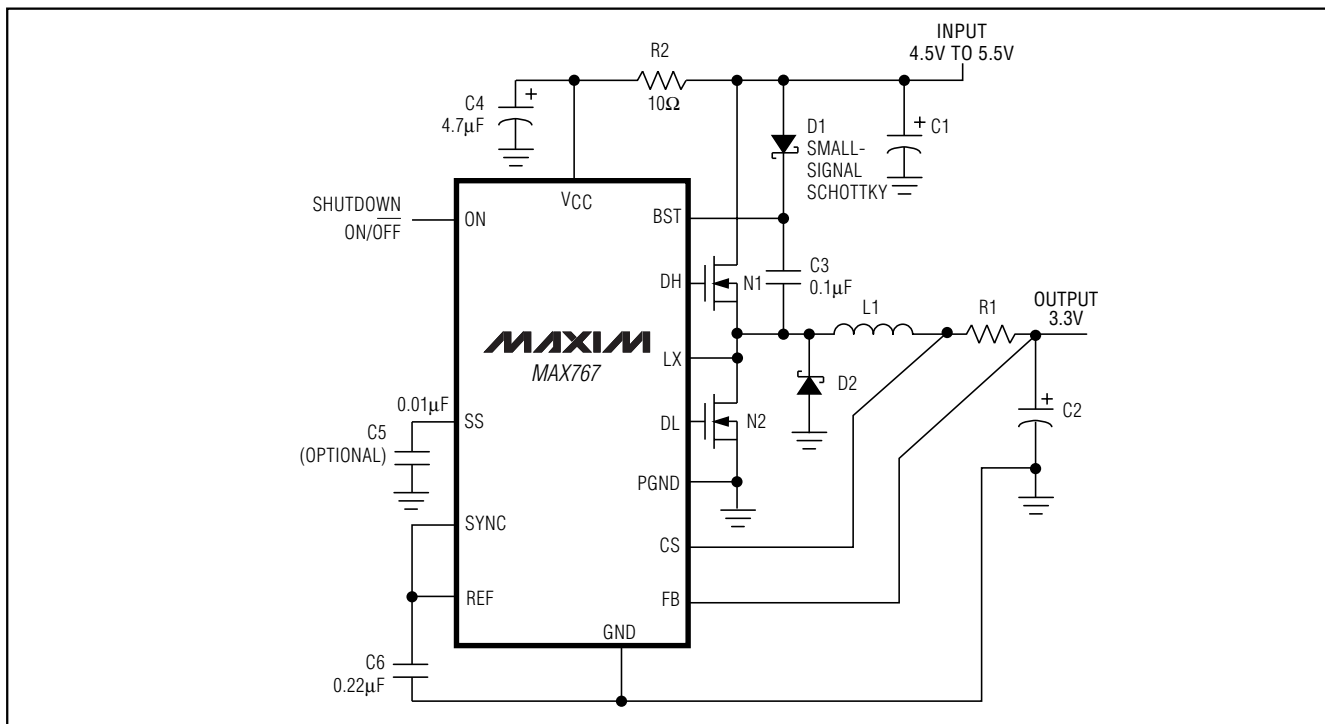 INPUT
4.5V TO 5.5V
R2
10Ω
C4
4.7µF
+
D1
SMALL-
SIGNAL
SCHOTTKY
+
C1
SHUTDOWN
ON/OFF
ON
VCC
BST
DH
N1
C3
0.1µF
L1
R1
OUTPUT
3.3V
MAXIM
MAX767
LX
D2
+
C2
0.01µF
SS
C5
(OPTIONAL)
DL
N2
PGND
SYNC
CS
REF
FB
GND
C6
0.22µF